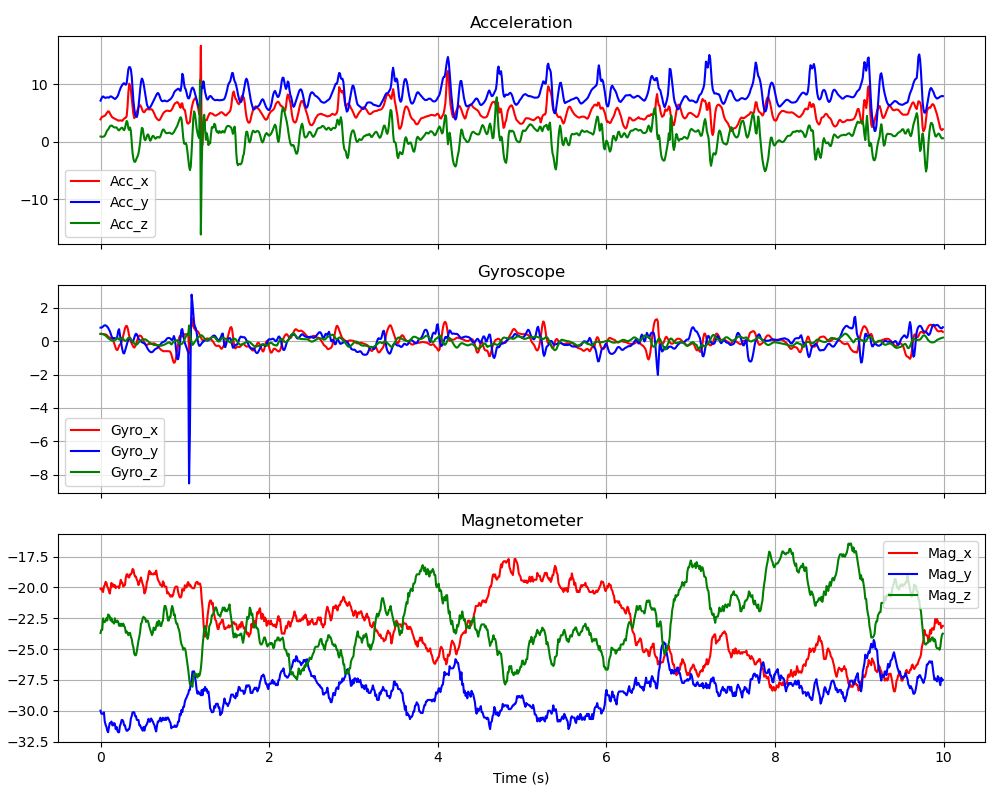 Acceleration
10
0
−10
Acc_x
Acc_y
Acc_z
Gyroscope
2
0
−2
−4
−6
−8
Gyro_x
Gyro_y
Gyro_z
Magnetometer
−17.5
−20.0
−22.5
−25.0
−27.5
−30.0
−32.5
Mag_x
Mag_y
Mag_z
0 2 4 6 8 10
Time (s)